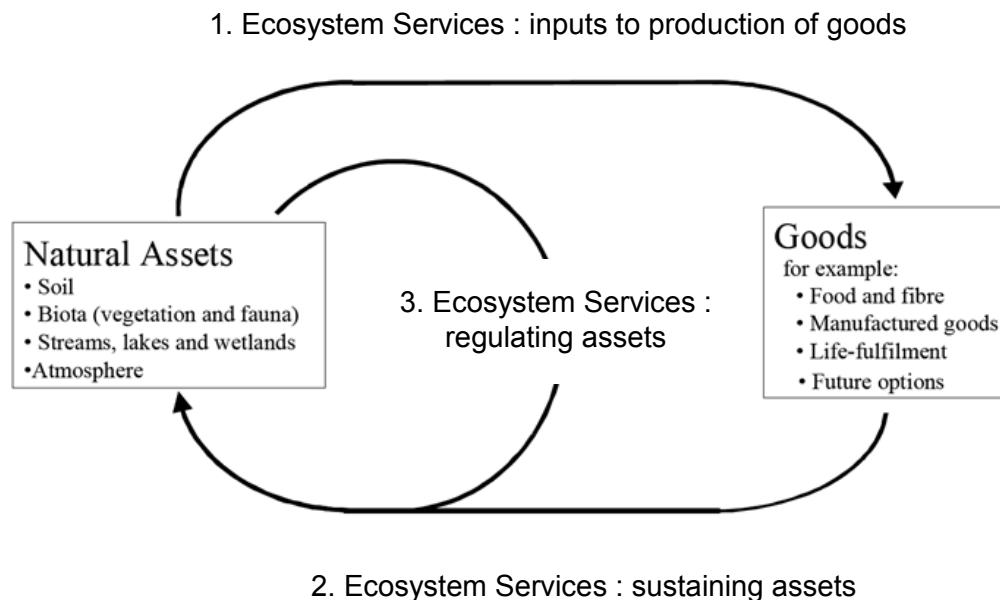 1. Ecosystem Services : inputs to production of goods
Natural Assets
• Soil
• Biota (vegetation and fauna)
• Streams, lakes and wetlands
•Atmosphere
3. Ecosystem Services :
regulating assets
Goods
for example:
• Food and fibre
• Manufactured goods
• Life-fulfilment
• Future options
2. Ecosystem Services : sustaining assets